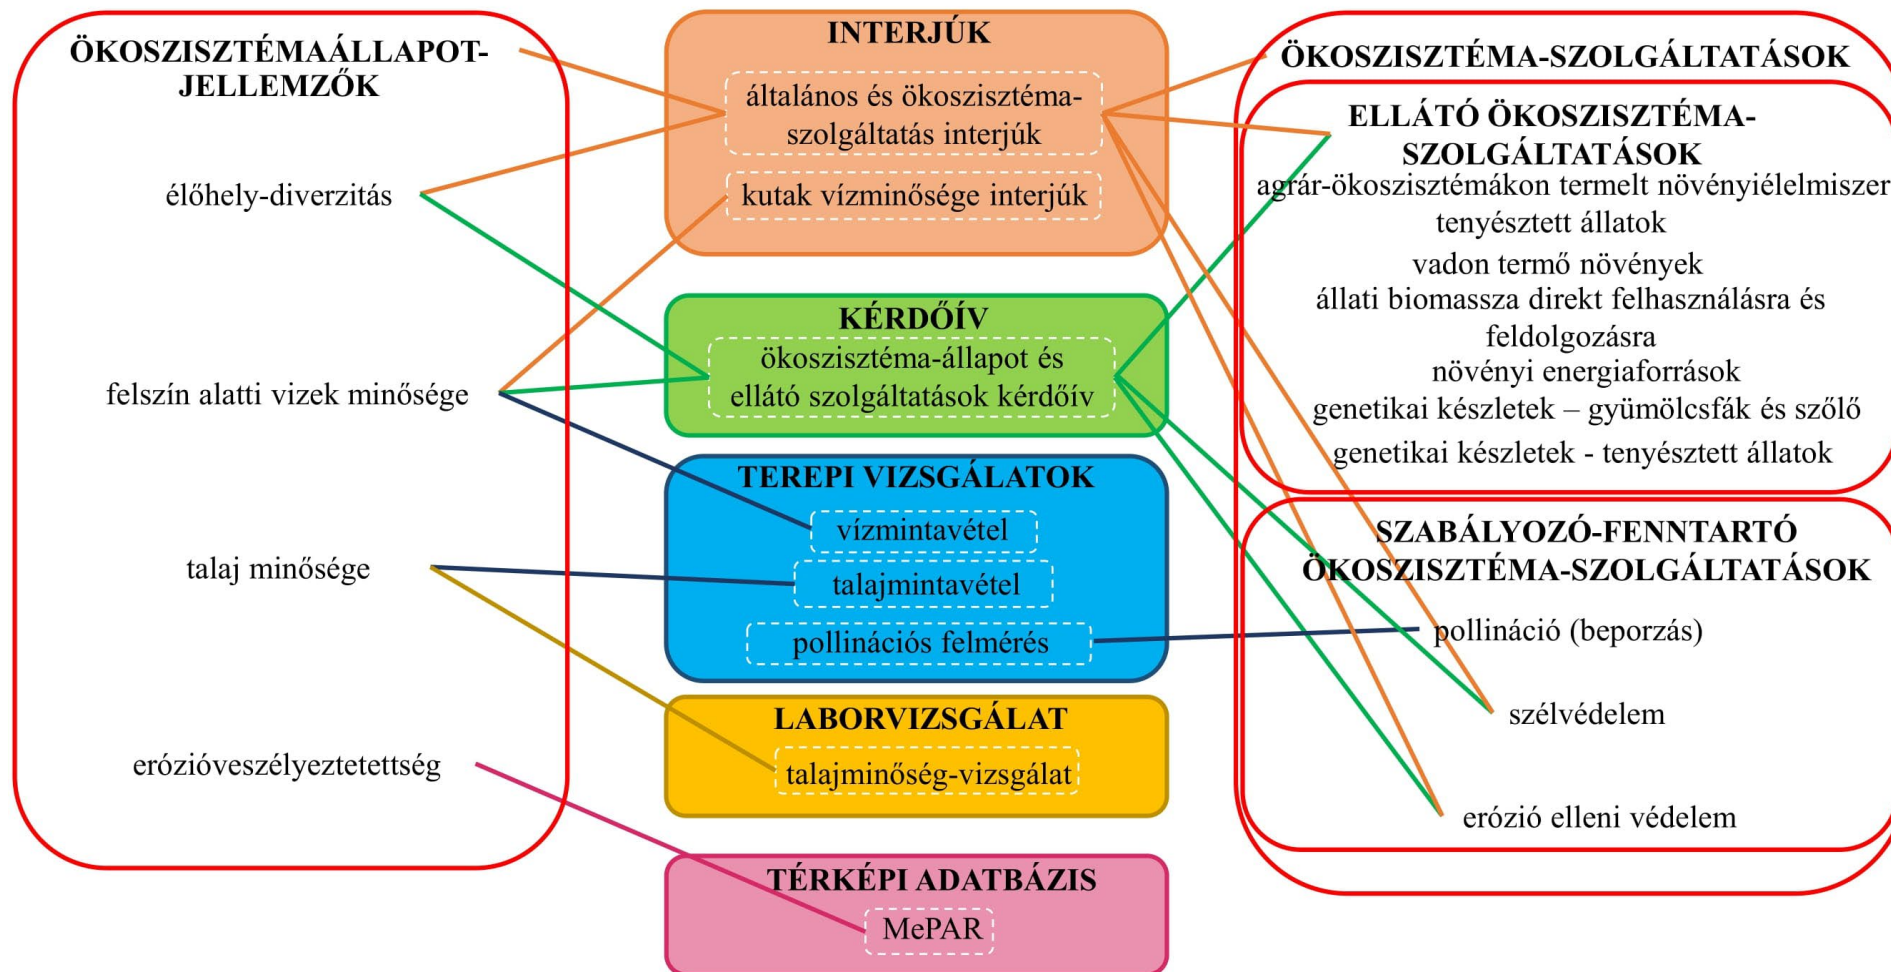 ÖKOSZISZTÉMAÁLLAPOT-
JELLEMZŐK
élőhely-diverzitás
felszín alatti vizek minősége
talaj minősége
erózióveszélyeztetettség
INTERJÚK
általános és ökoszisztéma-
szolgáltatás interjúk
kutak vízminősége interjúk
KÉRDŐÍV
ökoszisztéma-állapot és
ellátó szolgáltatások kérdőív
TEREPI VIZSGÁLATOK
vízmintavétel
talajmintavétel
pollinációs felmérés
LABORVIZSGÁLAT
talajminőség-vizsgálat
TÉRKÉPI ADATBÁZIS
MePAR
ÖKOSZISZTÉMA-SZOLGÁLTATÁSOK
ELLÁTÓ ÖKOSZISZTÉMA-
SZOLGÁLTATÁSOK
agrár-ökoszisztémákon termelt növényiélelmiszer
tenyésztett állatok
vadon termő növények
állati biomassza direkt felhasználásra és
feldolgozásra
növényi energiaforrások
genetikai készletek – gyümölcsfák és szőlő
genetikai készletek - tenyésztett állatok
SZABÁLYOZÓ-FENNTARTÓ
ÖKOSZISZTÉMA-SZOLGÁLTATÁSOK
pollináció (beporzás)
szélvédelem
erózió elleni védelem